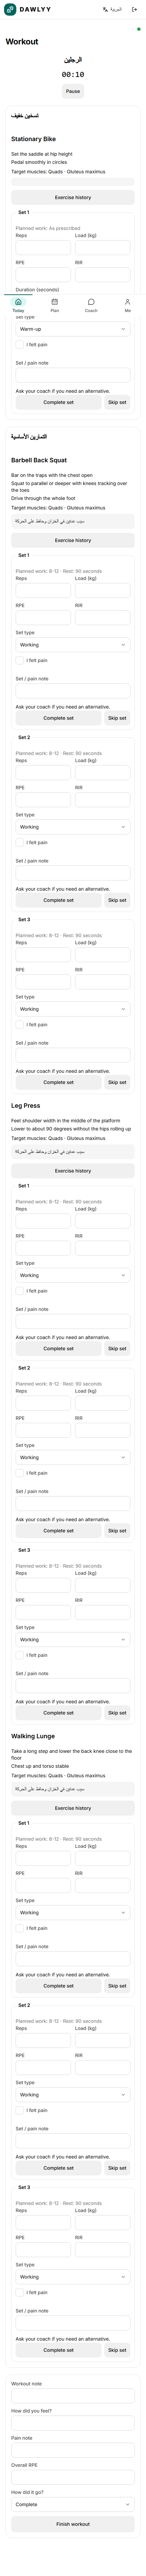 DAWLYY
العربية
Workout
الرجلين
00:10
Pause
تسخين خفيف
Stationary Bike
Set the saddle at hip height
Pedal smoothly in circles
Target muscles: Quads · Gluteus maximus
Exercise history
Set 1
Planned work: As prescribed
Reps Load (kg)
RPE RIR
Duration (seconds)
Today Plan Coach Me
Set type
Warm-up
I felt pain
Set / pain note
Ask your coach if you need an alternative.
Complete set Skip set
التمارين الأساسية
Barbell Back Squat
Bar on the traps with the chest open
Squat to parallel or deeper with knees tracking over
the toes
Drive through the whole foot
Target muscles: Quads · Gluteus maximus
سيب عدتين في الخزان وحافظ على الحركة
Exercise history
Set 1
Planned work: 8-12 · Rest: 90 seconds
Reps Load (kg)
RPE RIR
Set type
Working
I felt pain
Set / pain note
Ask your coach if you need an alternative.
Complete set Skip set
Set 2
Planned work: 8-12 · Rest: 90 seconds
Reps Load (kg)
RPE RIR
Set type
Working
I felt pain
Set / pain note
Ask your coach if you need an alternative.
Complete set Skip set
Set 3
Planned work: 8-12 · Rest: 90 seconds
Reps Load (kg)
RPE RIR
Set type
Working
I felt pain
Set / pain note
Ask your coach if you need an alternative.
Complete set Skip set
Leg Press
Feet shoulder width in the middle of the platform
Lower to about 90 degrees without the hips rolling up
Target muscles: Quads · Gluteus maximus
سيب عدتين في الخزان وحافظ على الحركة
Exercise history
Set 1
Planned work: 8-12 · Rest: 90 seconds
Reps Load (kg)
RPE RIR
Set type
Working
I felt pain
Set / pain note
Ask your coach if you need an alternative.
Complete set Skip set
Set 2
Planned work: 8-12 · Rest: 90 seconds
Reps Load (kg)
RPE RIR
Set type
Working
I felt pain
Set / pain note
Ask your coach if you need an alternative.
Complete set Skip set
Set 3
Planned work: 8-12 · Rest: 90 seconds
Reps Load (kg)
RPE RIR
Set type
Working
I felt pain
Set / pain note
Ask your coach if you need an alternative.
Complete set Skip set
Walking Lunge
Take a long step and lower the back knee close to the
floor
Chest up and torso stable
Target muscles: Quads · Gluteus maximus
سيب عدتين في الخزان وحافظ على الحركة
Exercise history
Set 1
Planned work: 8-12 · Rest: 90 seconds
Reps Load (kg)
RPE RIR
Set type
Working
I felt pain
Set / pain note
Ask your coach if you need an alternative.
Complete set Skip set
Set 2
Planned work: 8-12 · Rest: 90 seconds
Reps Load (kg)
RPE RIR
Set type
Working
I felt pain
Set / pain note
Ask your coach if you need an alternative.
Complete set Skip set
Set 3
Planned work: 8-12 · Rest: 90 seconds
Reps Load (kg)
RPE RIR
Set type
Working
I felt pain
Set / pain note
Ask your coach if you need an alternative.
Complete set Skip set
Workout note
How did you feel?
Pain note
Overall RPE
How did it go?
Complete
Finish workout